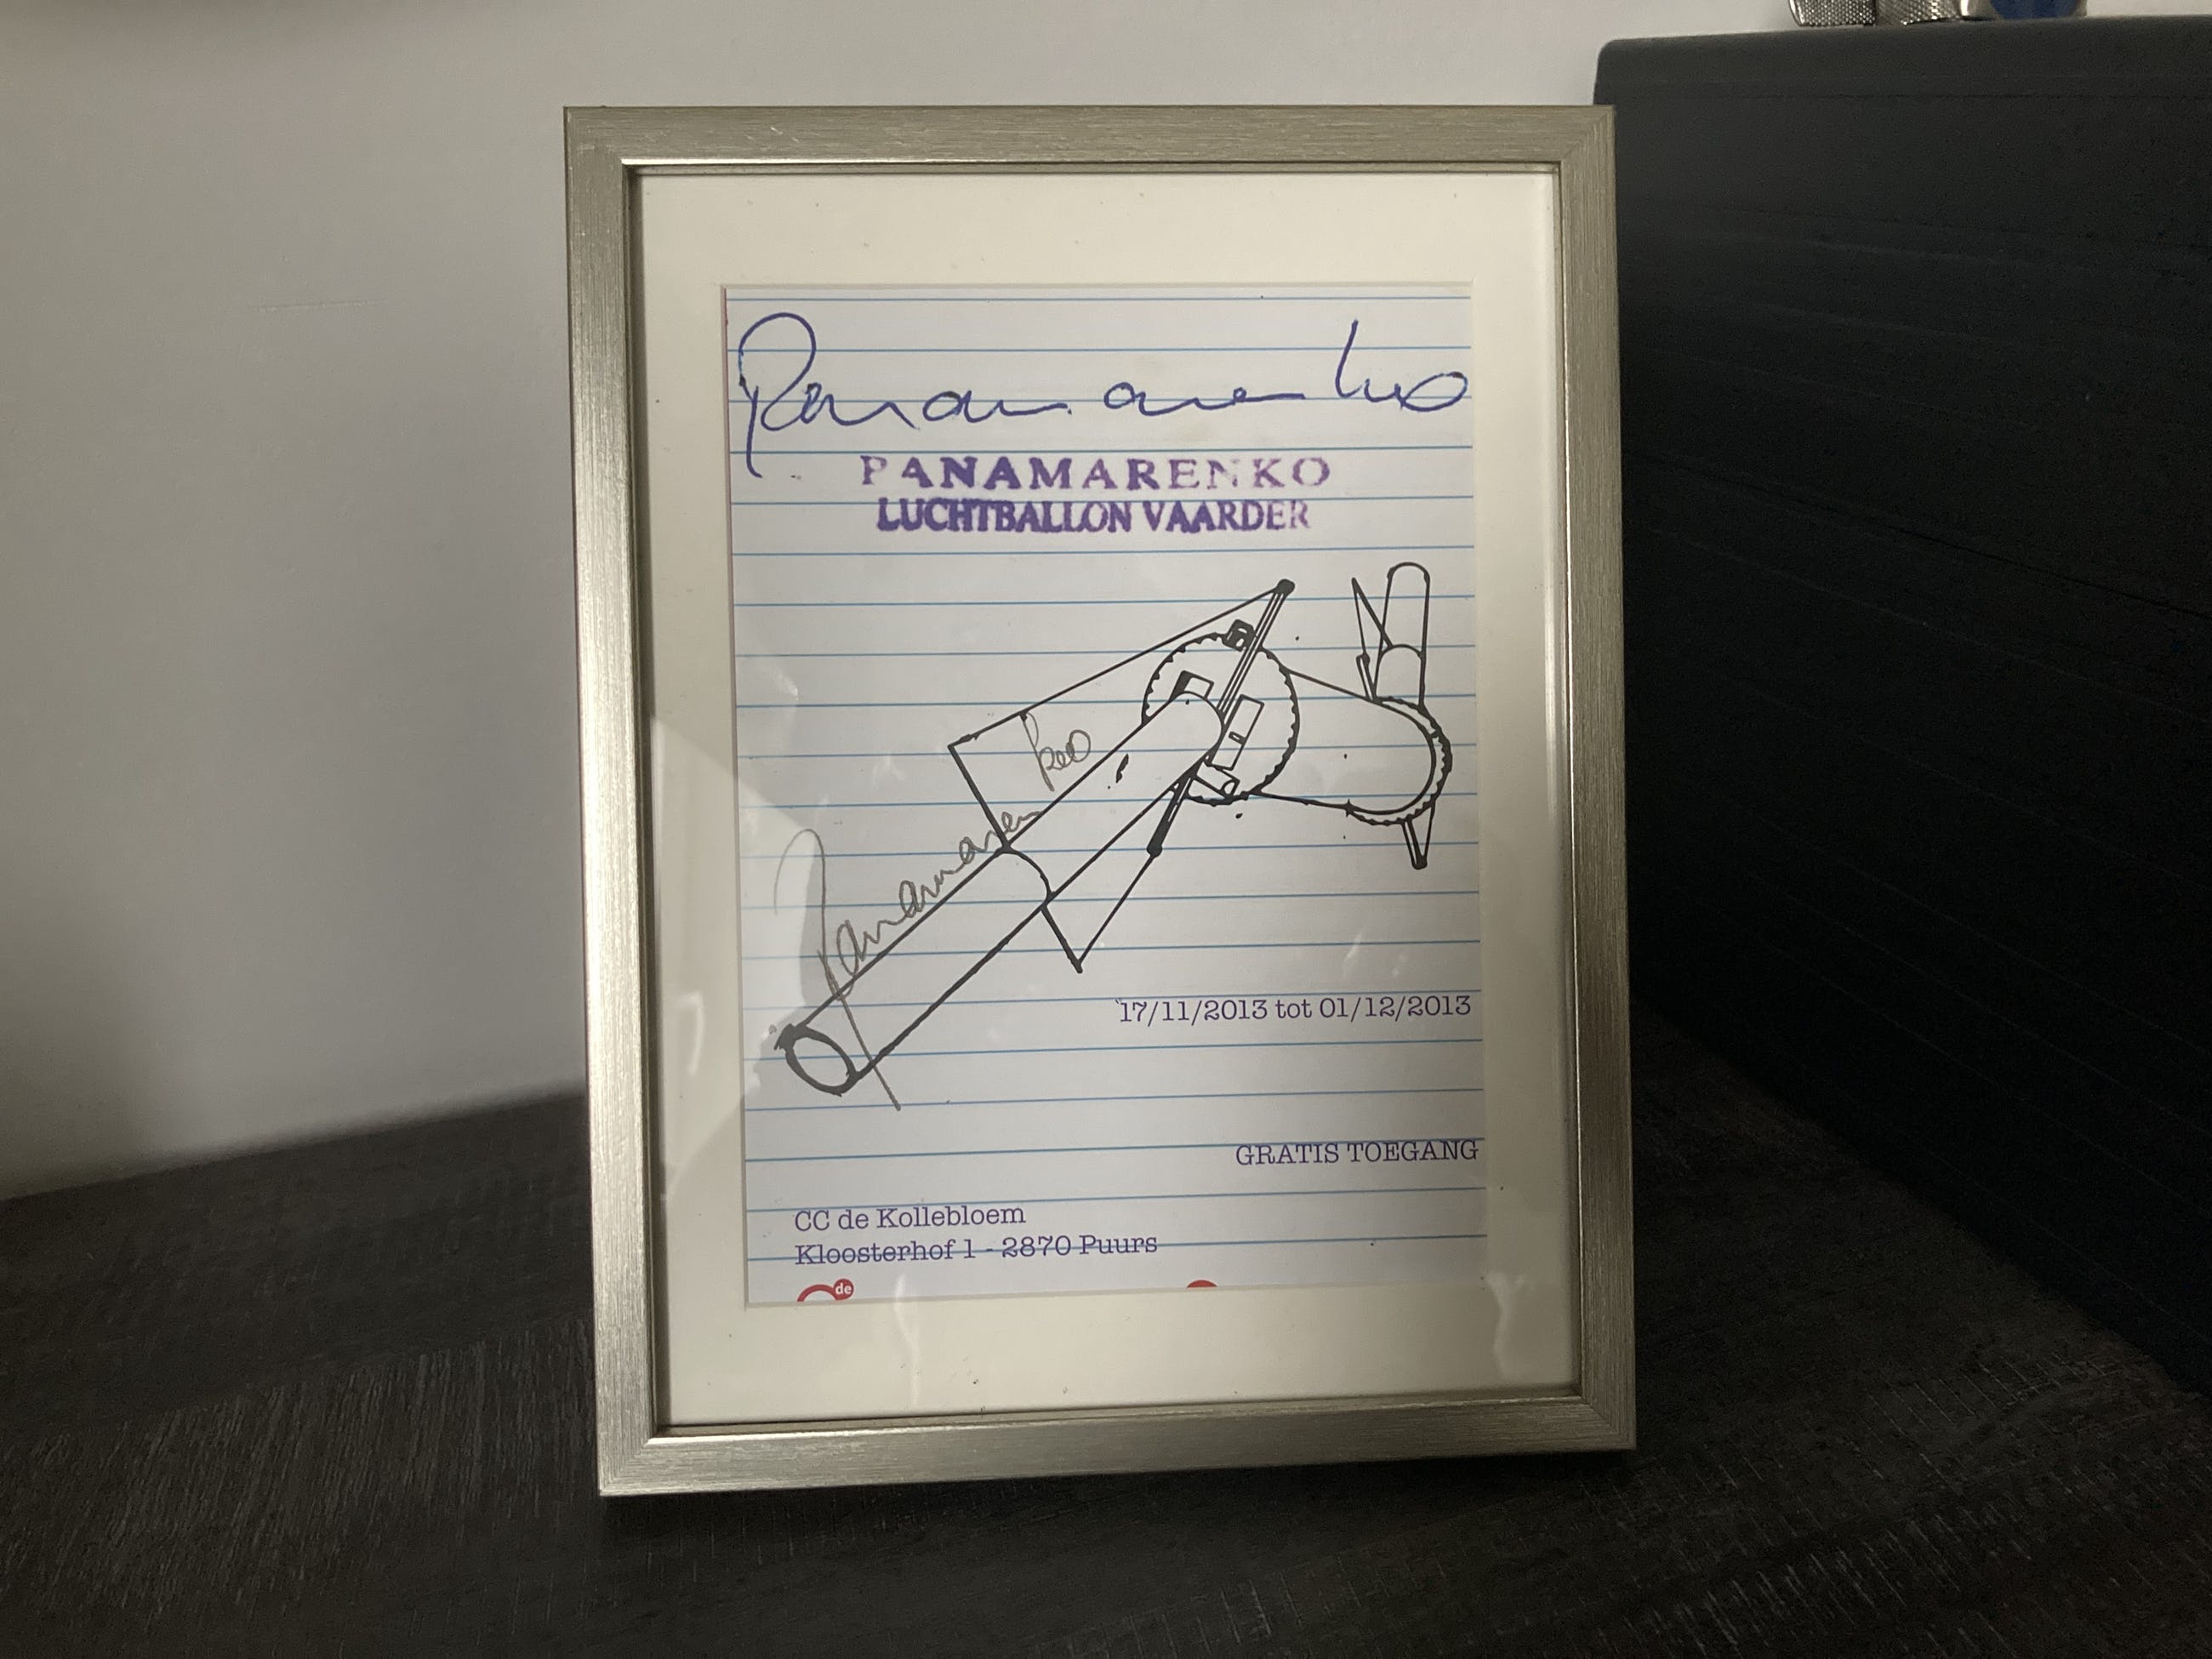 Panamarenko
PANAMARENKO
LUCHTBALLON VAARDER
Panamarenko
17/11/2013 tot 01/12/2013
GRATIS TOEGANG
CC de Kollebloem
Kloosterhof 1 - 2870 Puurs
de